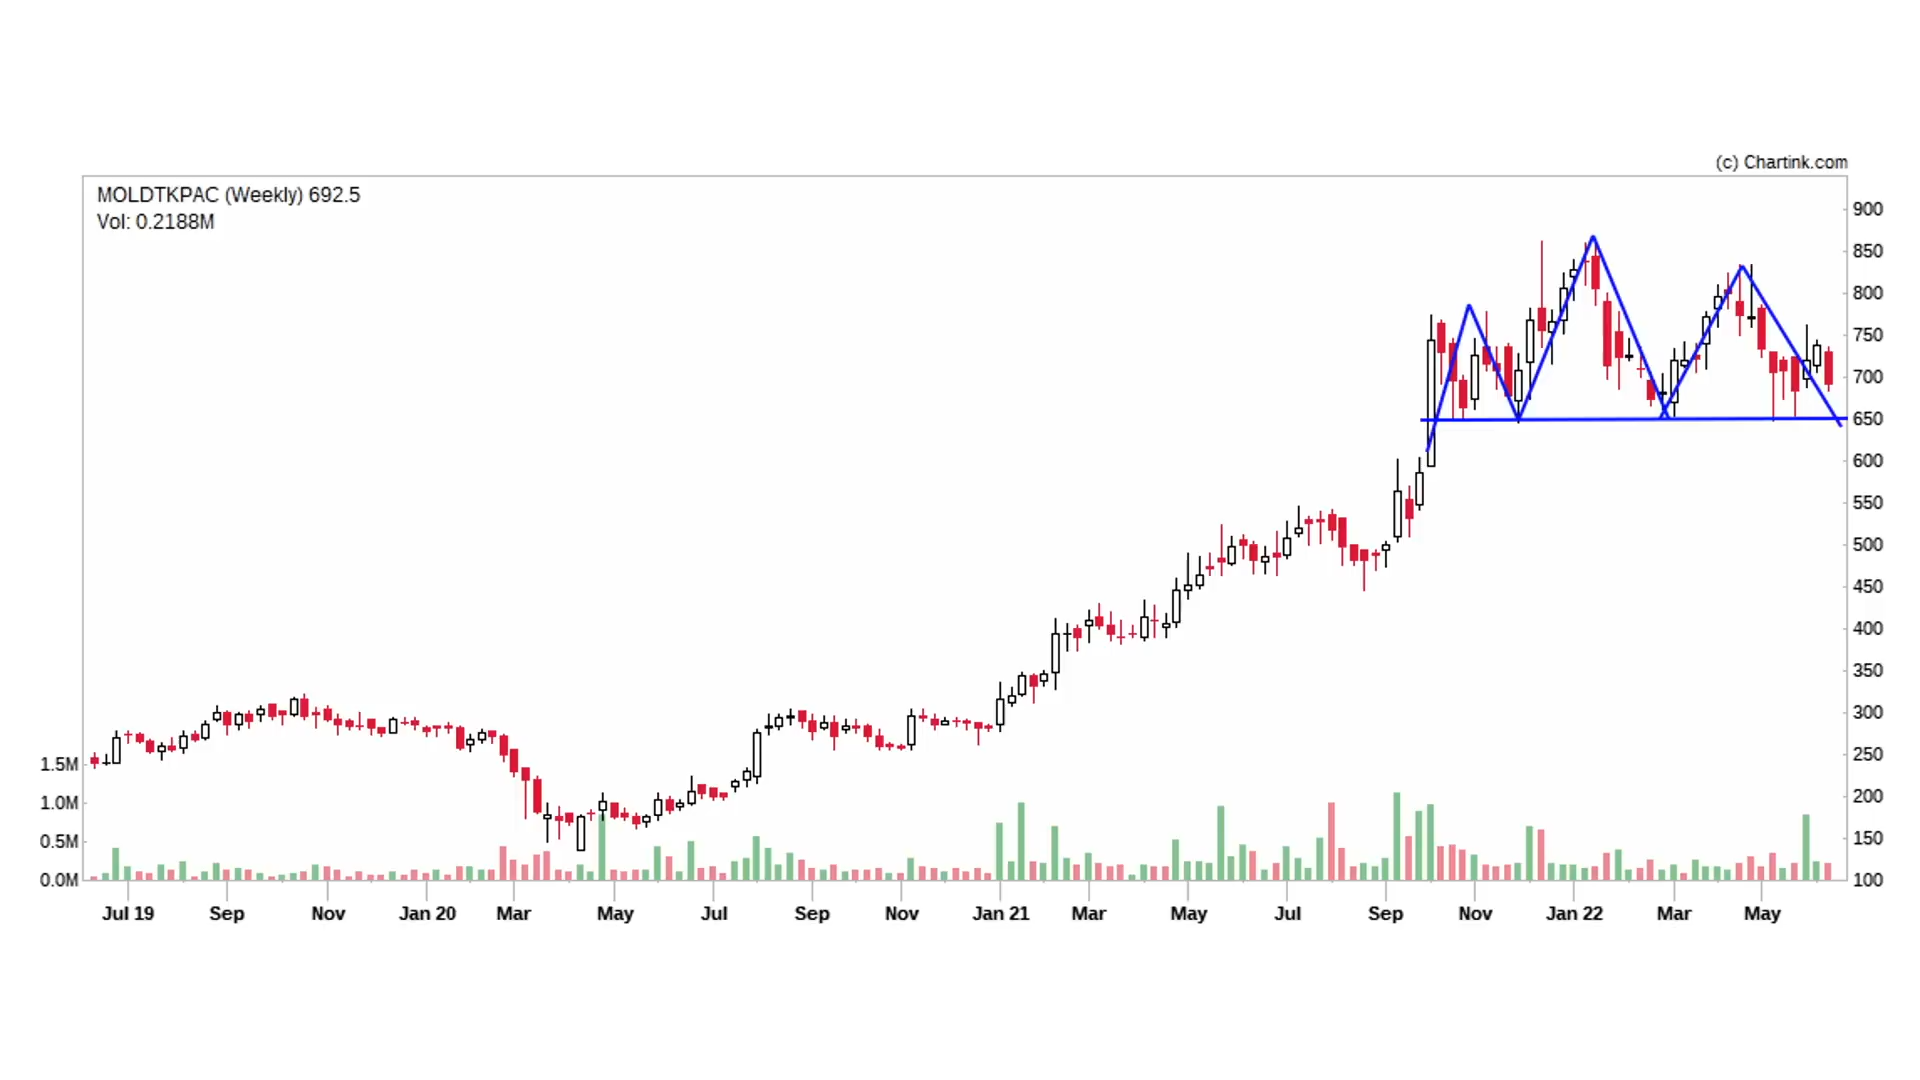 (c) Chartink.com
MOLDTKPAC (Weekly) 692.5
Vol: 0.2188M
900
850
800
750
700
650
600
550
500
450
400
350
300
250
200
150
100
1.5M
1.0M
0.5M
0.0M
Jul 19 Sep Nov Jan 20 Mar May Jul Sep Nov Jan 21 Mar May Jul Sep Nov Jan 22 Mar May